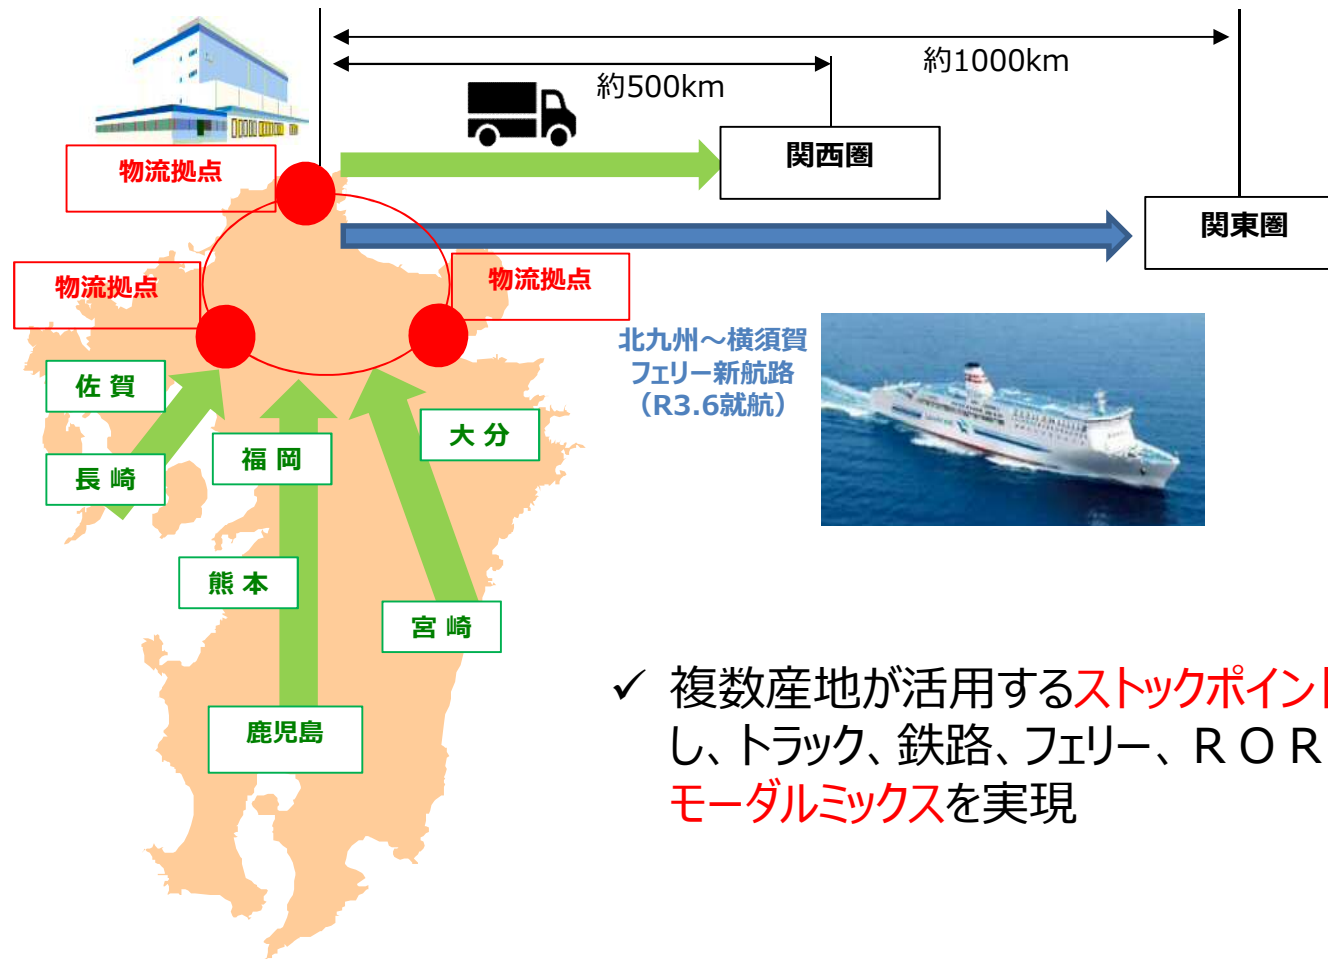 約1000km
約500km
関西圏
物流拠点
関東圏
物流拠点
物流拠点
北九州～横須賀
フェリー新航路
（R3.6就航）
佐 賀
大 分
福 岡
長 崎
熊 本
宮 崎
鹿児島
✓ 複数産地が活用するストックポイント
し、トラック、鉄路、フェリー、ＲＯＲ
モーダルミックスを実現